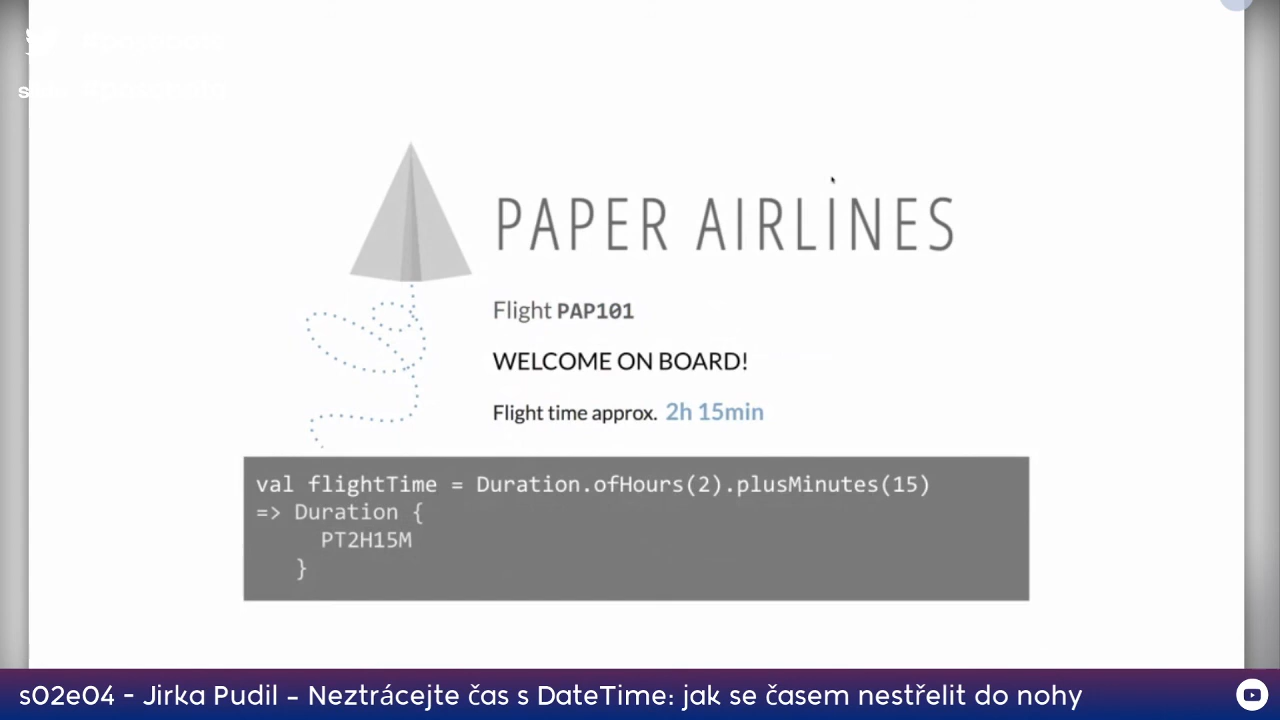 PAPER AIRLINES
Flight PAP101
WELCOME ON BOARD!
Flight time approx. 2h 15min
val flightTime = Duration.ofHours(2).plusMinutes(15)
=> Duration {
PT2H15M
}
s02e04 - Jirka Pudil – Neztrácejte čas s DateTime: jak se časem nestřelit do nohy